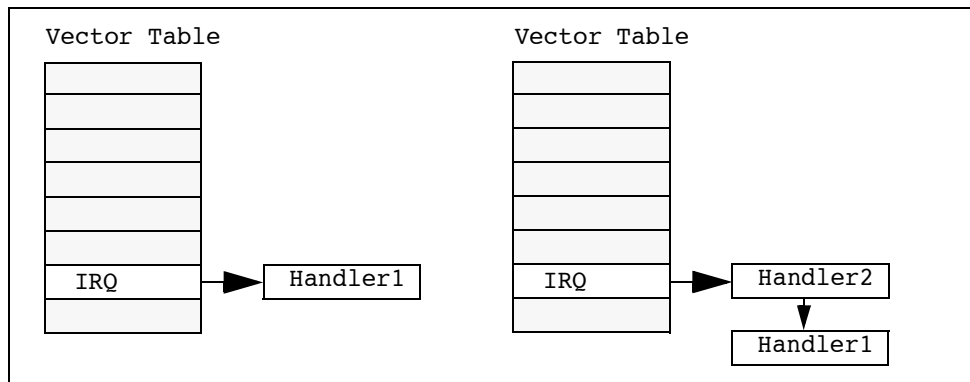 Vector Table
IRQ
Handler1
Vector Table
IRQ
Handler2
Handler1